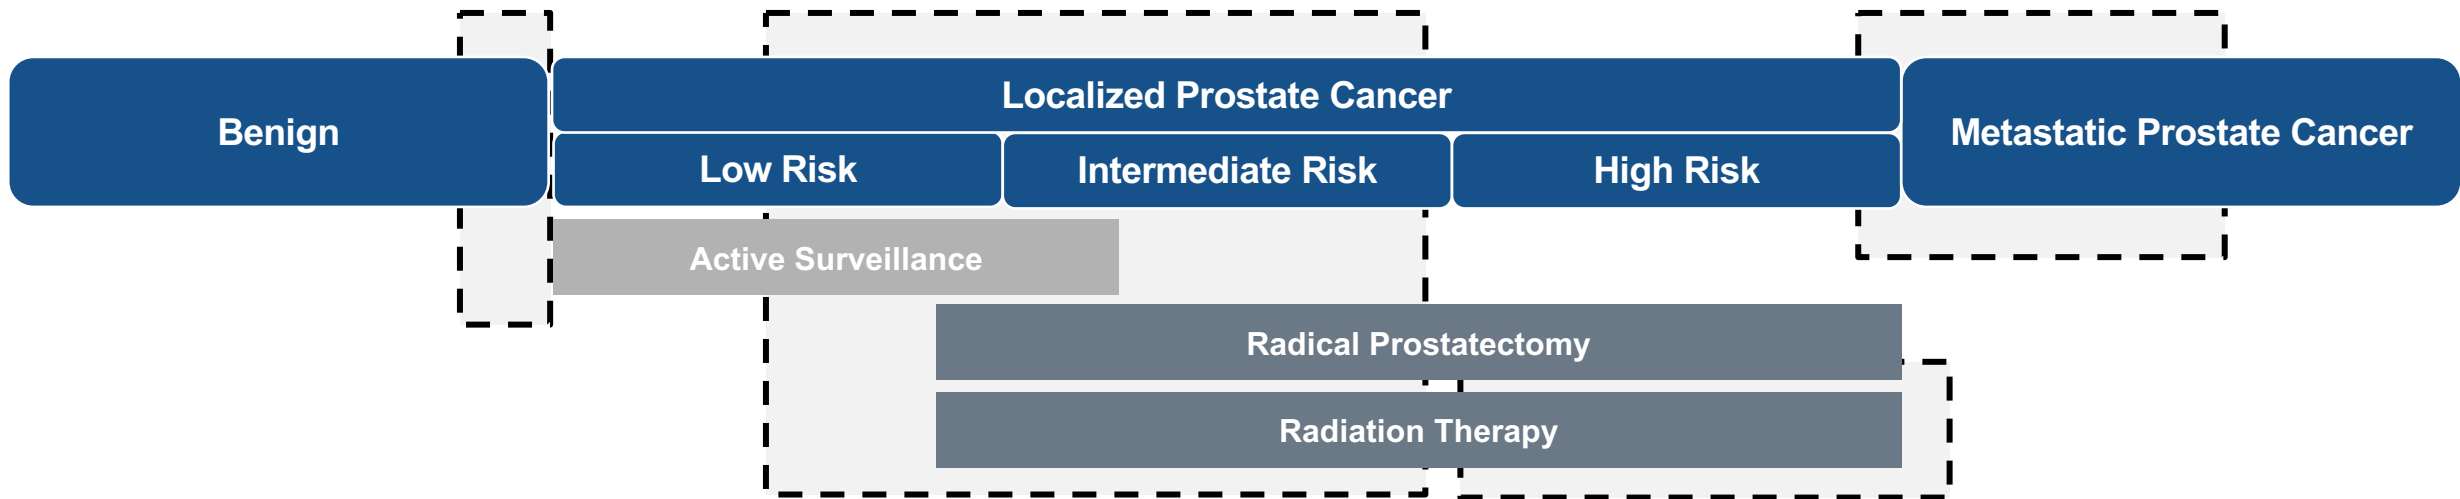 Benign
Localized Prostate Cancer
Low Risk
Intermediate Risk
High Risk
Metastatic Prostate Cancer
Active Surveillance
Radical Prostatectomy
Radiation Therapy